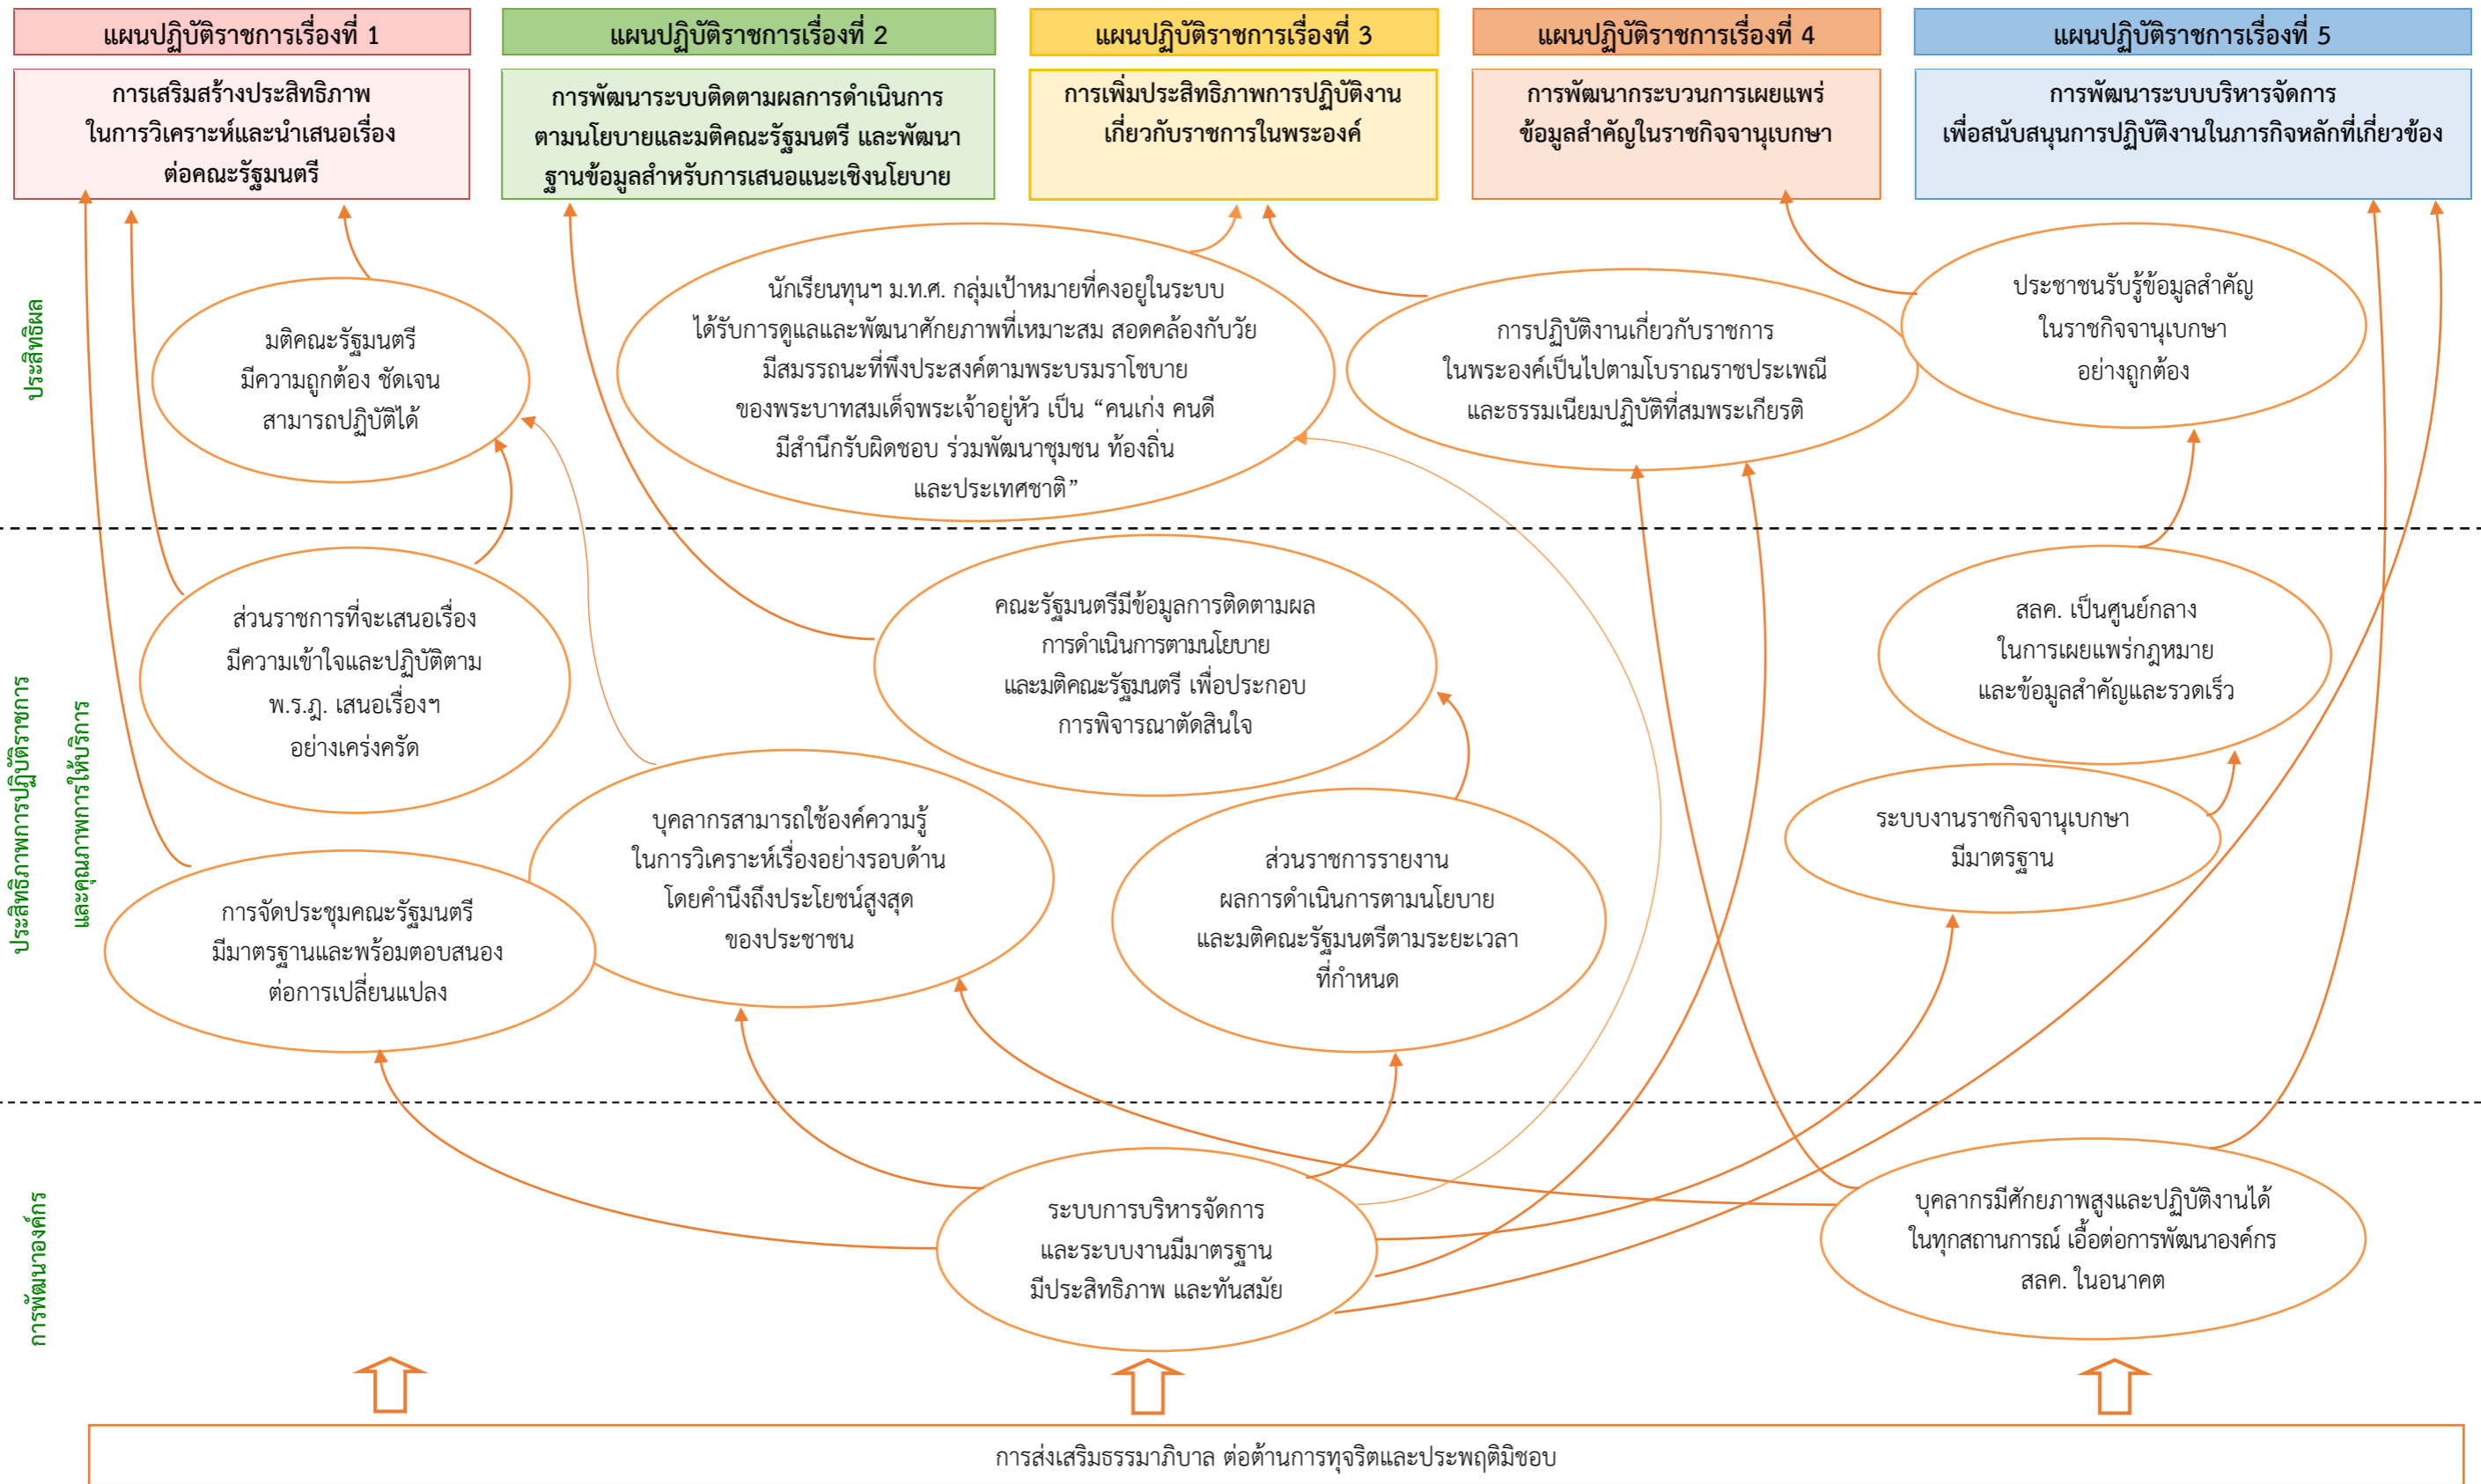 แผนปฏิบัติราชการเรื่องที่ 1
แผนปฏิบัติราชการเรื่องที่ 2
แผนปฏิบัติราชการเรื่องที่ 3
แผนปฏิบัติราชการเรื่องที่ 4
แผนปฏิบัติราชการเรื่องที่ 5
การเสริมสร้างประสิทธิภาพ
ในการวิเคราะห์และนำเสนอเรื่อง
ต่อคณะรัฐมนตรี
การพัฒนาระบบติดตามผลการดำเนินการ
ตามนโยบายและมติคณะรัฐมนตรี และพัฒนา
ฐานข้อมูลสำหรับการเสนอแนะเชิงนโยบาย
การเพิ่มประสิทธิภาพการปฏิบัติงาน
เกี่ยวกับราชการในพระองค์
การพัฒนากระบวนการเผยแพร่
ข้อมูลสำคัญในราชกิจจานุเบกษา
การพัฒนาระบบบริหารจัดการ
เพื่อสนับสนุนการปฏิบัติงานในภารกิจหลักที่เกี่ยวข้อง
ประสิทธิผล
มติคณะรัฐมนตรี
มีความถูกต้อง ชัดเจน
สามารถปฏิบัติได้
นักเรียนทุนฯ ม.ท.ศ. กลุ่มเป้าหมายที่คงอยู่ในระบบ
ได้รับการดูแลและพัฒนาศักยภาพที่เหมาะสม สอดคล้องกับวัย
มีสมรรถนะที่พึงประสงค์ตามพระบรมราโชบาย
ของพระบาทสมเด็จพระเจ้าอยู่หัว เป็น “คนเก่ง คนดี
มีสำนึกรับผิดชอบ ร่วมพัฒนาชุมชน ท้องถิ่น
และประเทศชาติ”
การปฏิบัติงานเกี่ยวกับราชการ
ในพระองค์เป็นไปตามโบราณราชประเพณี
และธรรมเนียมปฏิบัติที่สมพระเกียรติ
ประชาชนรับรู้ข้อมูลสำคัญ
ในราชกิจจานุเบกษา
อย่างถูกต้อง
ประสิทธิภาพการปฏิบัติราชการ
และคุณภาพการให้บริการ
ส่วนราชการที่จะเสนอเรื่อง
มีความเข้าใจและปฏิบัติตาม
พ.ร.ฎ. เสนอเรื่องฯ
อย่างเคร่งครัด
คณะรัฐมนตรีมีข้อมูลการติดตามผล
การดำเนินการตามนโยบาย
และมติคณะรัฐมนตรี เพื่อประกอบ
การพิจารณาตัดสินใจ
สลค. เป็นศูนย์กลาง
ในการเผยแพร่กฎหมาย
และข้อมูลสำคัญและรวดเร็ว
บุคลากรสามารถใช้องค์ความรู้
ในการวิเคราะห์เรื่องอย่างรอบด้าน
โดยคำนึงถึงประโยชน์สูงสุด
ของประชาชน
ส่วนราชการรายงาน
ผลการดำเนินการตามนโยบาย
และมติคณะรัฐมนตรีตามระยะเวลา
ที่กำหนด
ระบบงานราชกิจจานุเบกษา
มีมาตรฐาน
การจัดประชุมคณะรัฐมนตรี
มีมาตรฐานและพร้อมตอบสนอง
ต่อการเปลี่ยนแปลง
การพัฒนาองค์กร
ระบบการบริหารจัดการ
และระบบงานมีมาตรฐาน
มีประสิทธิภาพ และทันสมัย
บุคลากรมีศักยภาพสูงและปฏิบัติงานได้
ในทุกสถานการณ์ เอื้อต่อการพัฒนาองค์กร
สลค. ในอนาคต
การส่งเสริมธรรมาภิบาล ต่อต้านการทุจริตและประพฤติมิชอบ